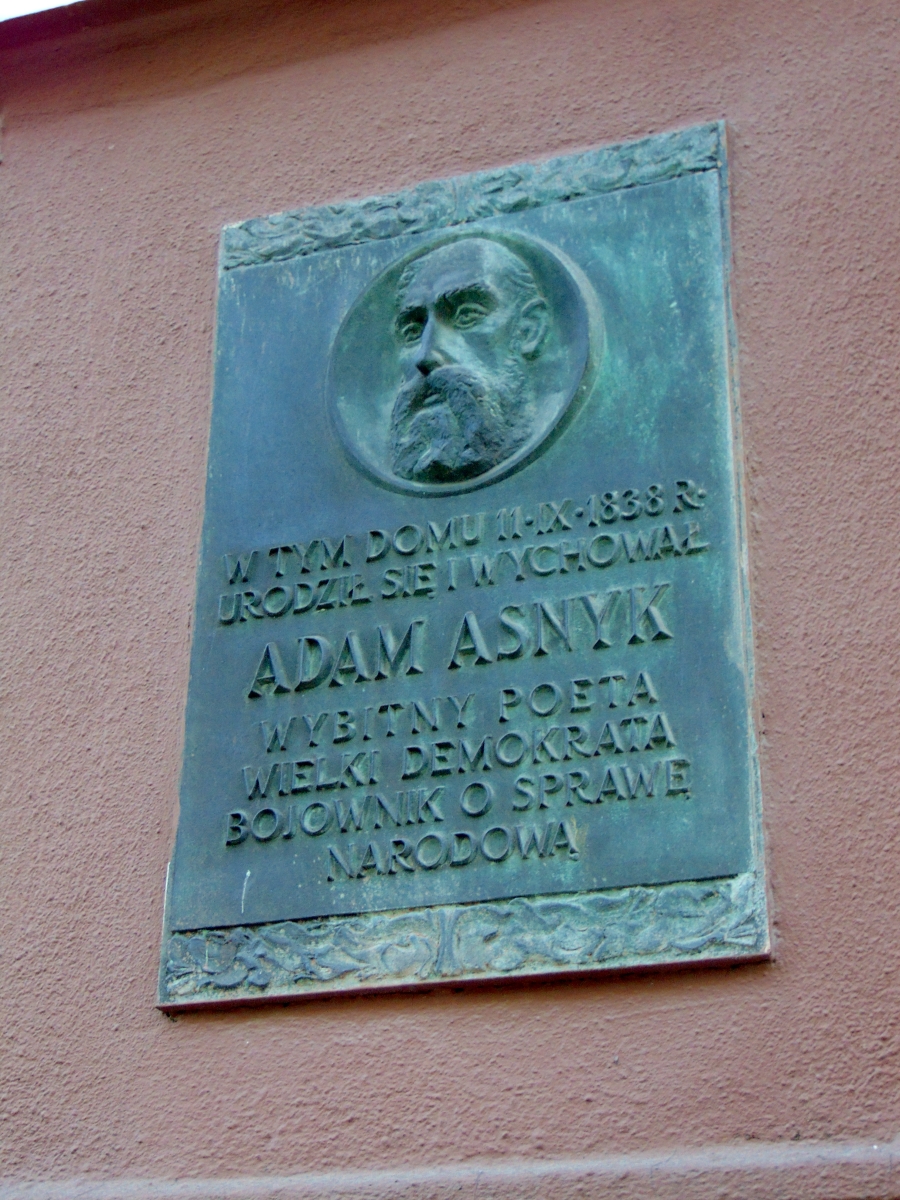 W TYM DOMU 11·IX·1838 R.
URODZIŁ SIĘ I WYCHOWAŁ
ADAM ASNYK
WYBITNY POETA
WIELKI DEMOKRATA
BOJOWNIK O SPRAWĘ
NARODOWĄ